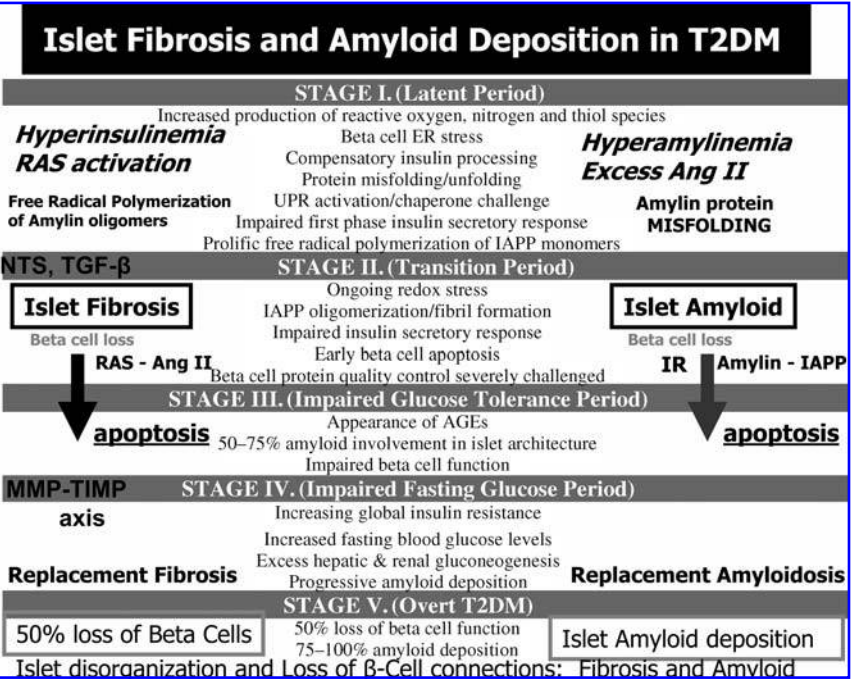 Islet Fibrosis and Amyloid Deposition in T2DM
STAGE I. (Latent Period)
Increased production of reactive oxygen, nitrogen and thiol species
Hyperinsulinemia
RAS activation
Free Radical Polymerization
of Amylin oligomers
Beta cell ER stress
Compensatory insulin processing
Protein misfolding/unfolding
UPR activation/chaperone challenge
Impaired first phase insulin secretory response
Prolific free radical polymerization of IAPP monomers
Hyperamylinemia
Excess Ang II
Amylin protein
MISFOLDING
NTS, TGF-β
STAGE II. (Transition Period)
Islet Fibrosis
Beta cell loss
RAS - Ang II
Ongoing redox stress
IAPP oligomerization/fibril formation
Impaired insulin secretory response
Early beta cell apoptosis
Beta cell protein quality control severely challenged
Islet Amyloid
Beta cell loss
IR Amylin - IAPP
STAGE III. (Impaired Glucose Tolerance Period)
apoptosis
Appearance of AGEs
50–75% amyloid involvement in islet architecture
Impaired beta cell function
apoptosis
MMP-TIMP
axis
STAGE IV. (Impaired Fasting Glucose Period)
Increasing global insulin resistance
Increased fasting blood glucose levels
Excess hepatic & renal gluconeogenesis
Progressive amyloid deposition
Replacement Fibrosis
Replacement Amyloidosis
STAGE V. (Overt T2DM)
50% loss of Beta Cells
50% loss of beta cell function
75–100% amyloid deposition
Islet Amyloid deposition
Islet disorganization and Loss of ß-Cell connections: Fibrosis and Amyloid